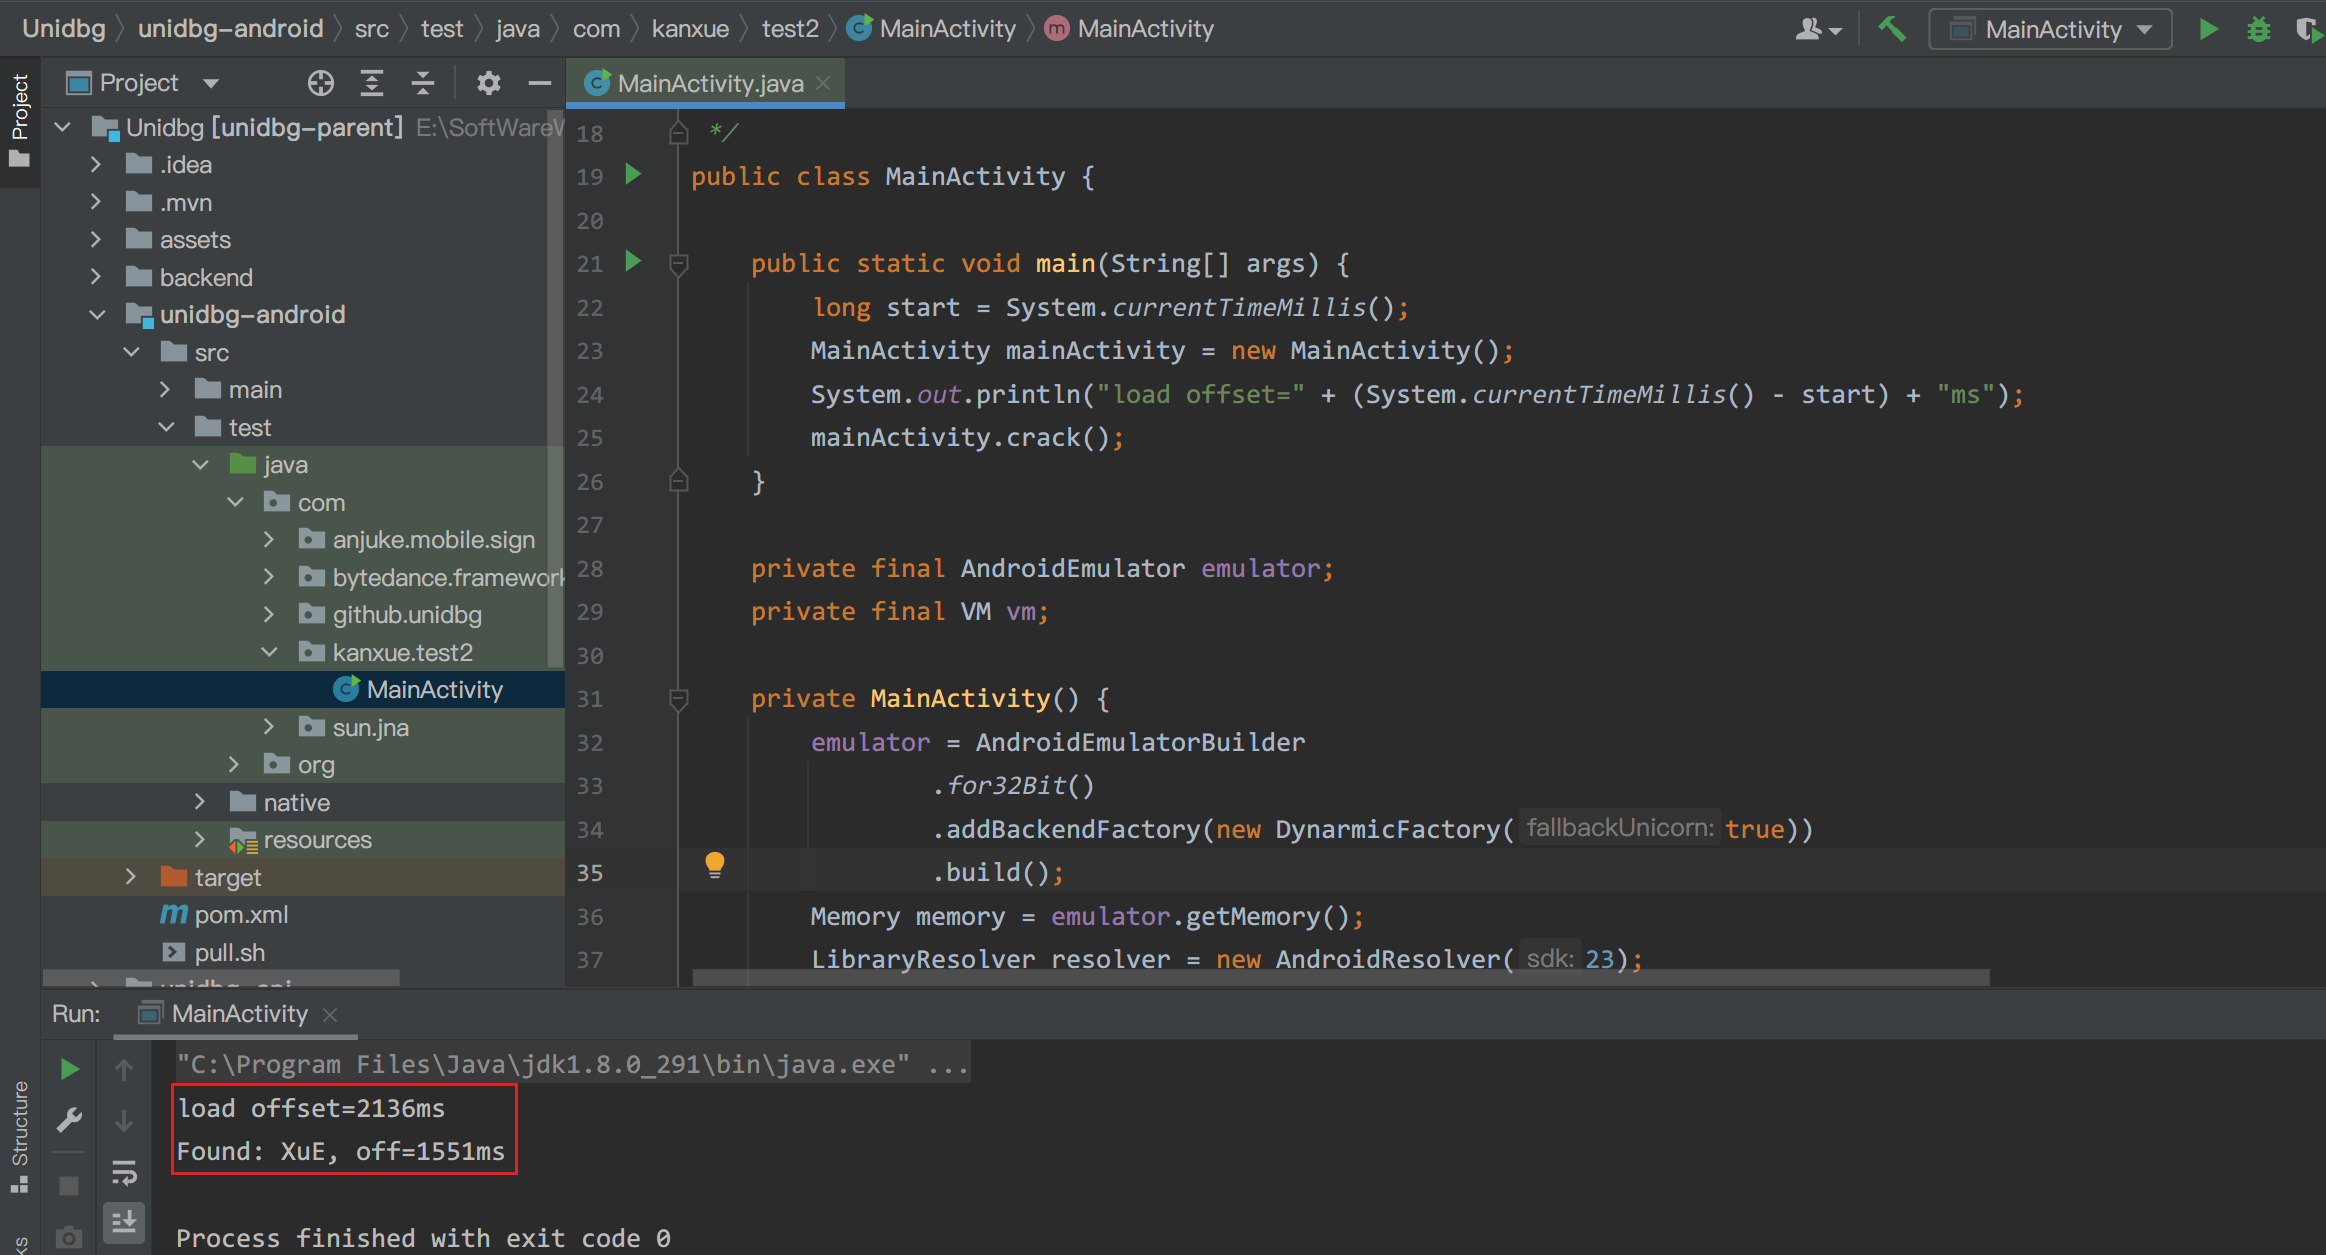 Unidbg unidbg-android src test java com kanxue test2 MainActivity MainActivity
MainActivity
Project
Project
MainActivity.java
Unidbg [unidbg-parent] E:\SoftWare
.idea
.mvn
assets
backend
unidbg-android
src
main
test
java
com
anjuke.mobile.sign
bytedance.framework
github.unidbg
kanxue.test2
MainActivity
sun.jna
org
native
resources
target
pom.xml
pull.sh
18 */
19 public class MainActivity {
20
21 public static void main(String[] args) {
22 long start = System.currentTimeMillis();
23 MainActivity mainActivity = new MainActivity();
24 System.out.println("load offset=" + (System.currentTimeMillis() - start) + "ms");
25 mainActivity.crack();
26 }
27
28 private final AndroidEmulator emulator;
29 private final VM vm;
30
31 private MainActivity() {
32 emulator = AndroidEmulatorBuilder
33 .for32Bit()
34 .addBackendFactory(new DynarmicFactory( fallbackUnicorn: true))
35 .build();
36 Memory memory = emulator.getMemory();
37 LibraryResolver resolver = new AndroidResolver( sdk: 23);
Run: MainActivity
Structure
"C:\Program Files\Java\jdk1.8.0_291\bin\java.exe" ...
load offset=2136ms
Found: XuE, off=1551ms
Process finished with exit code 0